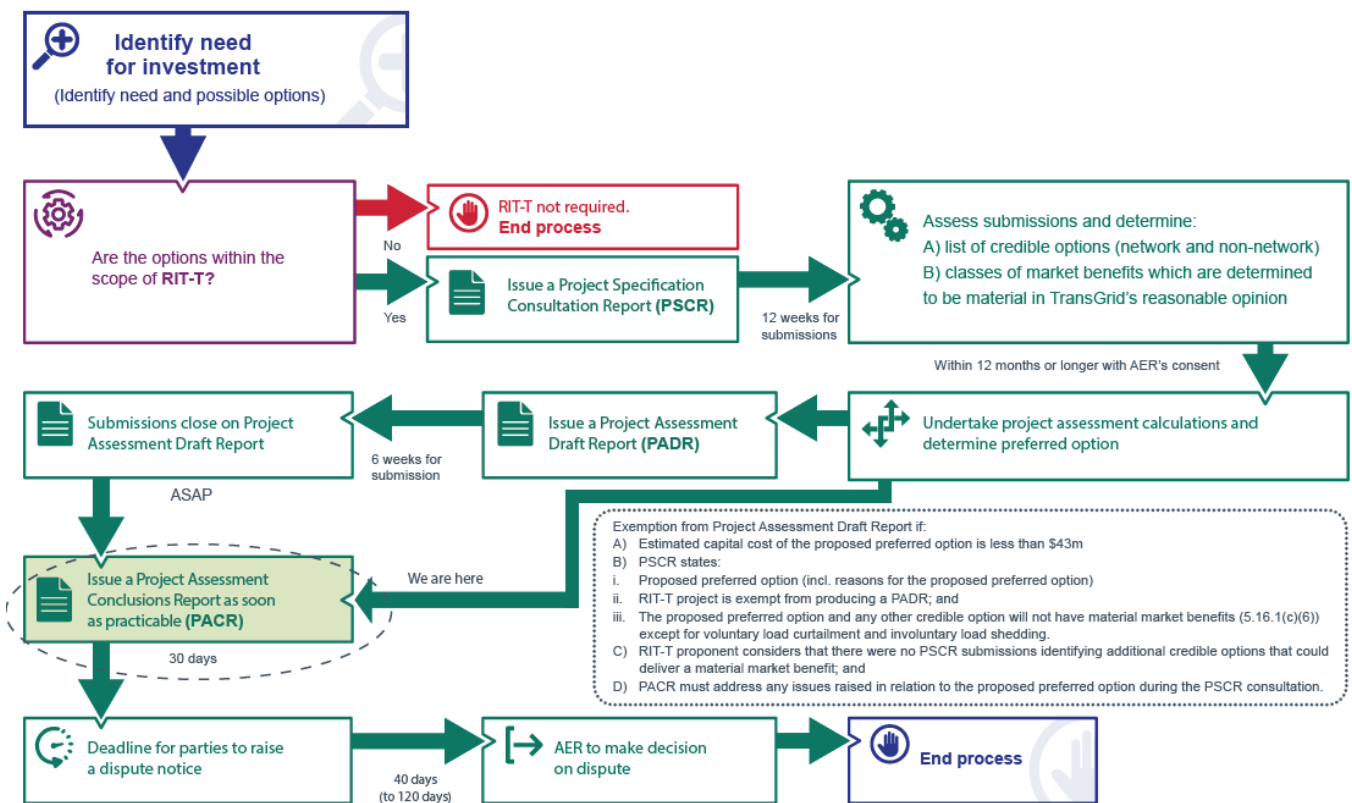 Identify need
for investment
(Identify need and possible options)
Are the options within the
scope of RIT-T?
No
Yes
RIT-T not required.
End process
Issue a Project Specification
Consultation Report (PSCR)
12 weeks for
submissions
Assess submissions and determine:
A) list of credible options (network and non-network)
B) classes of market benefits which are determined
to be material in TransGrid's reasonable opinion
Within 12 months or longer with AER's consent
Undertake project assessment calculations and
determine preferred option
Issue a Project Assessment
Draft Report (PADR)
6 weeks for
submission
Submissions close on Project
Assessment Draft Report
ASAP
Issue a Project Assessment
Conclusions Report as soon
as practicable (PACR)
We are here
30 days
Exemption from Project Assessment Draft Report if:
A) Estimated capital cost of the proposed preferred option is less than $43m
B) PSCR states:
i. Proposed preferred option (incl. reasons for the proposed preferred option)
ii. RIT-T project is exempt from producing a PADR; and
iii. The proposed preferred option and any other credible option will not have material market benefits (5.16.1(c)(6))
except for voluntary load curtailment and involuntary load shedding.
C) RIT-T proponent considers that there were no PSCR submissions identifying additional credible options that could
deliver a material market benefit; and
D) PACR must address any issues raised in relation to the proposed preferred option during the PSCR consultation.
Deadline for parties to raise
a dispute notice
40 days
(to 120 days)
AER to make decision
on dispute
End process